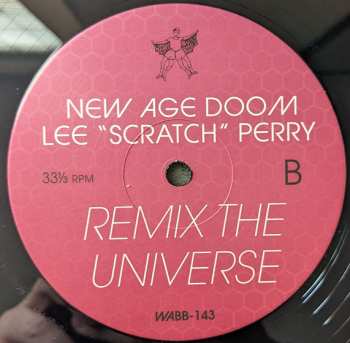 NEW AGE DOOM
LEE "SCRATCH" PERRY
33⅓ RPM
B
REMIX THE
UNIVERSE
WABB-143